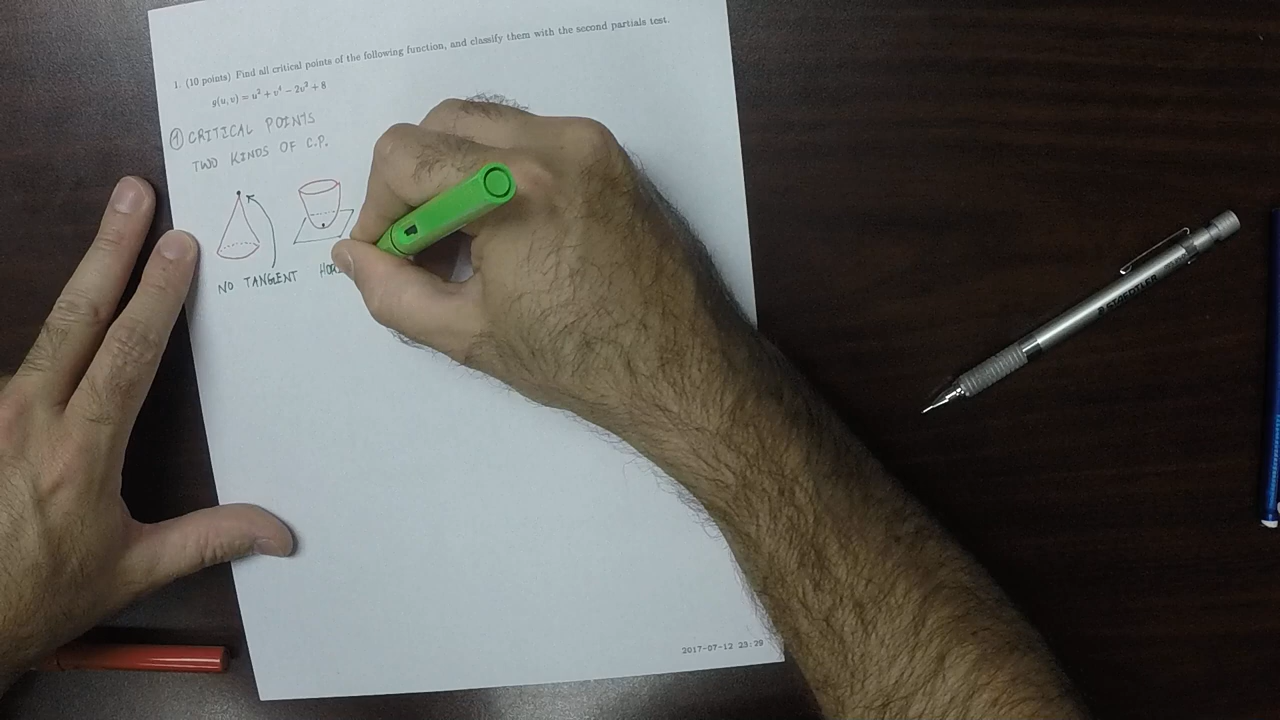 1. (10 points) Find all critical points of the following function, and classify them with the second partials test.
g(u, v) = u² + v⁴ − 2v² + 8
① CRITICAL POINTS
TWO KINDS OF C.P.
NO TANGENT
STAEDTLER
2017-07-12 23:29